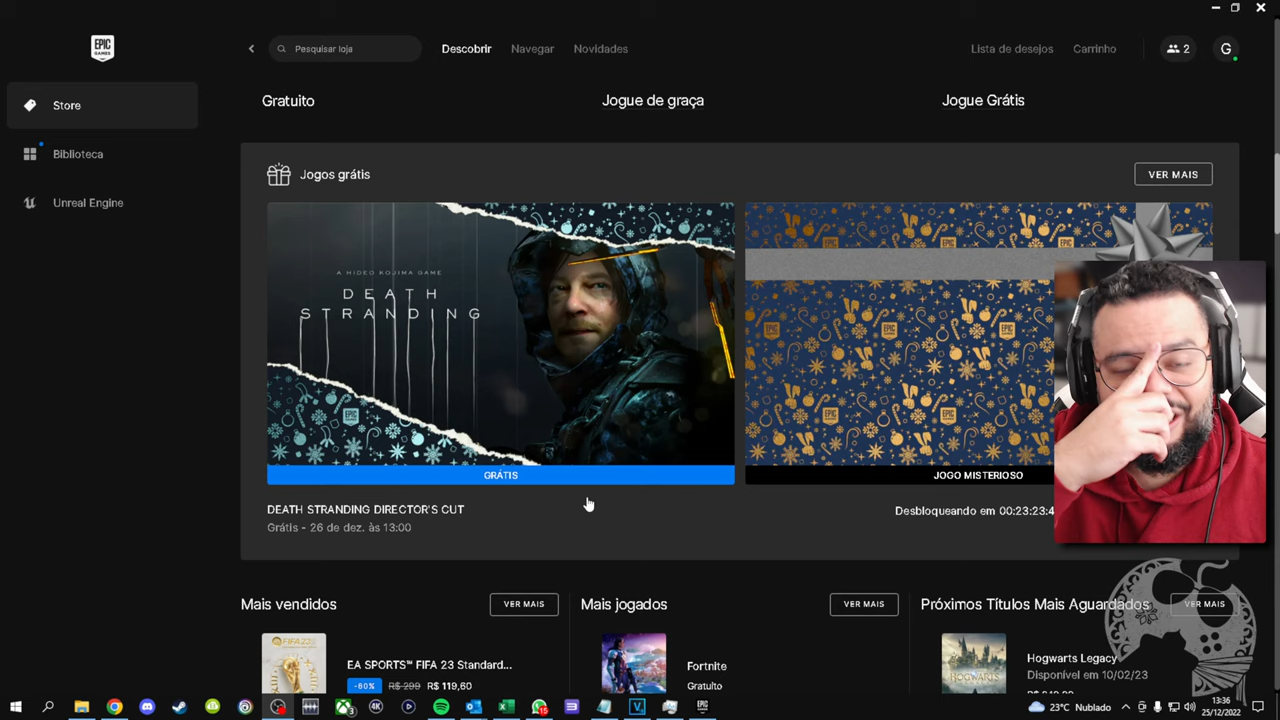 EPIC
GAMES
Pesquisar loja
Descobrir
Navegar
Novidades
Lista de desejos
Carrinho
2
G
Store
Biblioteca
Unreal Engine
Gratuito
Jogue de graça
Jogue Grátis
Jogos grátis
VER MAIS
A HIDEO KOJIMA GAME
DEATH
STRANDING
GRÁTIS
JOGO MISTERIOSO
DEATH STRANDING DIRECTOR'S CUT
Grátis - 26 de dez. às 13:00
Desbloqueando em 00:23:23:4
Mais vendidos
VER MAIS
Mais jogados
VER MAIS
Próximos Títulos Mais Aguardados
VER MAIS
FIFA 23
EA SPORTS™ FIFA 23 Standard...
-60% R$ 299 R$ 119,60
Fortnite
Gratuito
Hogwarts Legacy
Disponível em 10/02/23
23°C Nublado
13:36
25/12/2022